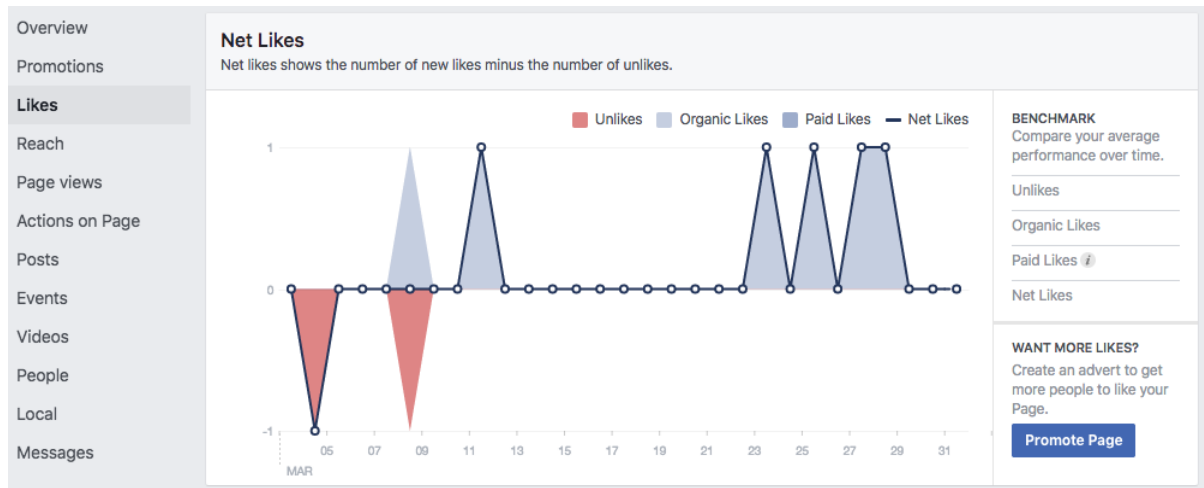 Overview
Promotions
Likes
Reach
Page views
Actions on Page
Posts
Events
Videos
People
Local
Messages
Net Likes
Net likes shows the number of new likes minus the number of unlikes.
Unlikes Organic Likes Paid Likes Net Likes
1
0
-1
05 07 09 11 13 15 17 19 21 23 25 27 29 31
MAR
BENCHMARK
Compare your average
performance over time.
Unlikes
Organic Likes
Paid Likes i
Net Likes
WANT MORE LIKES?
Create an advert to get
more people to like your
Page.
Promote Page